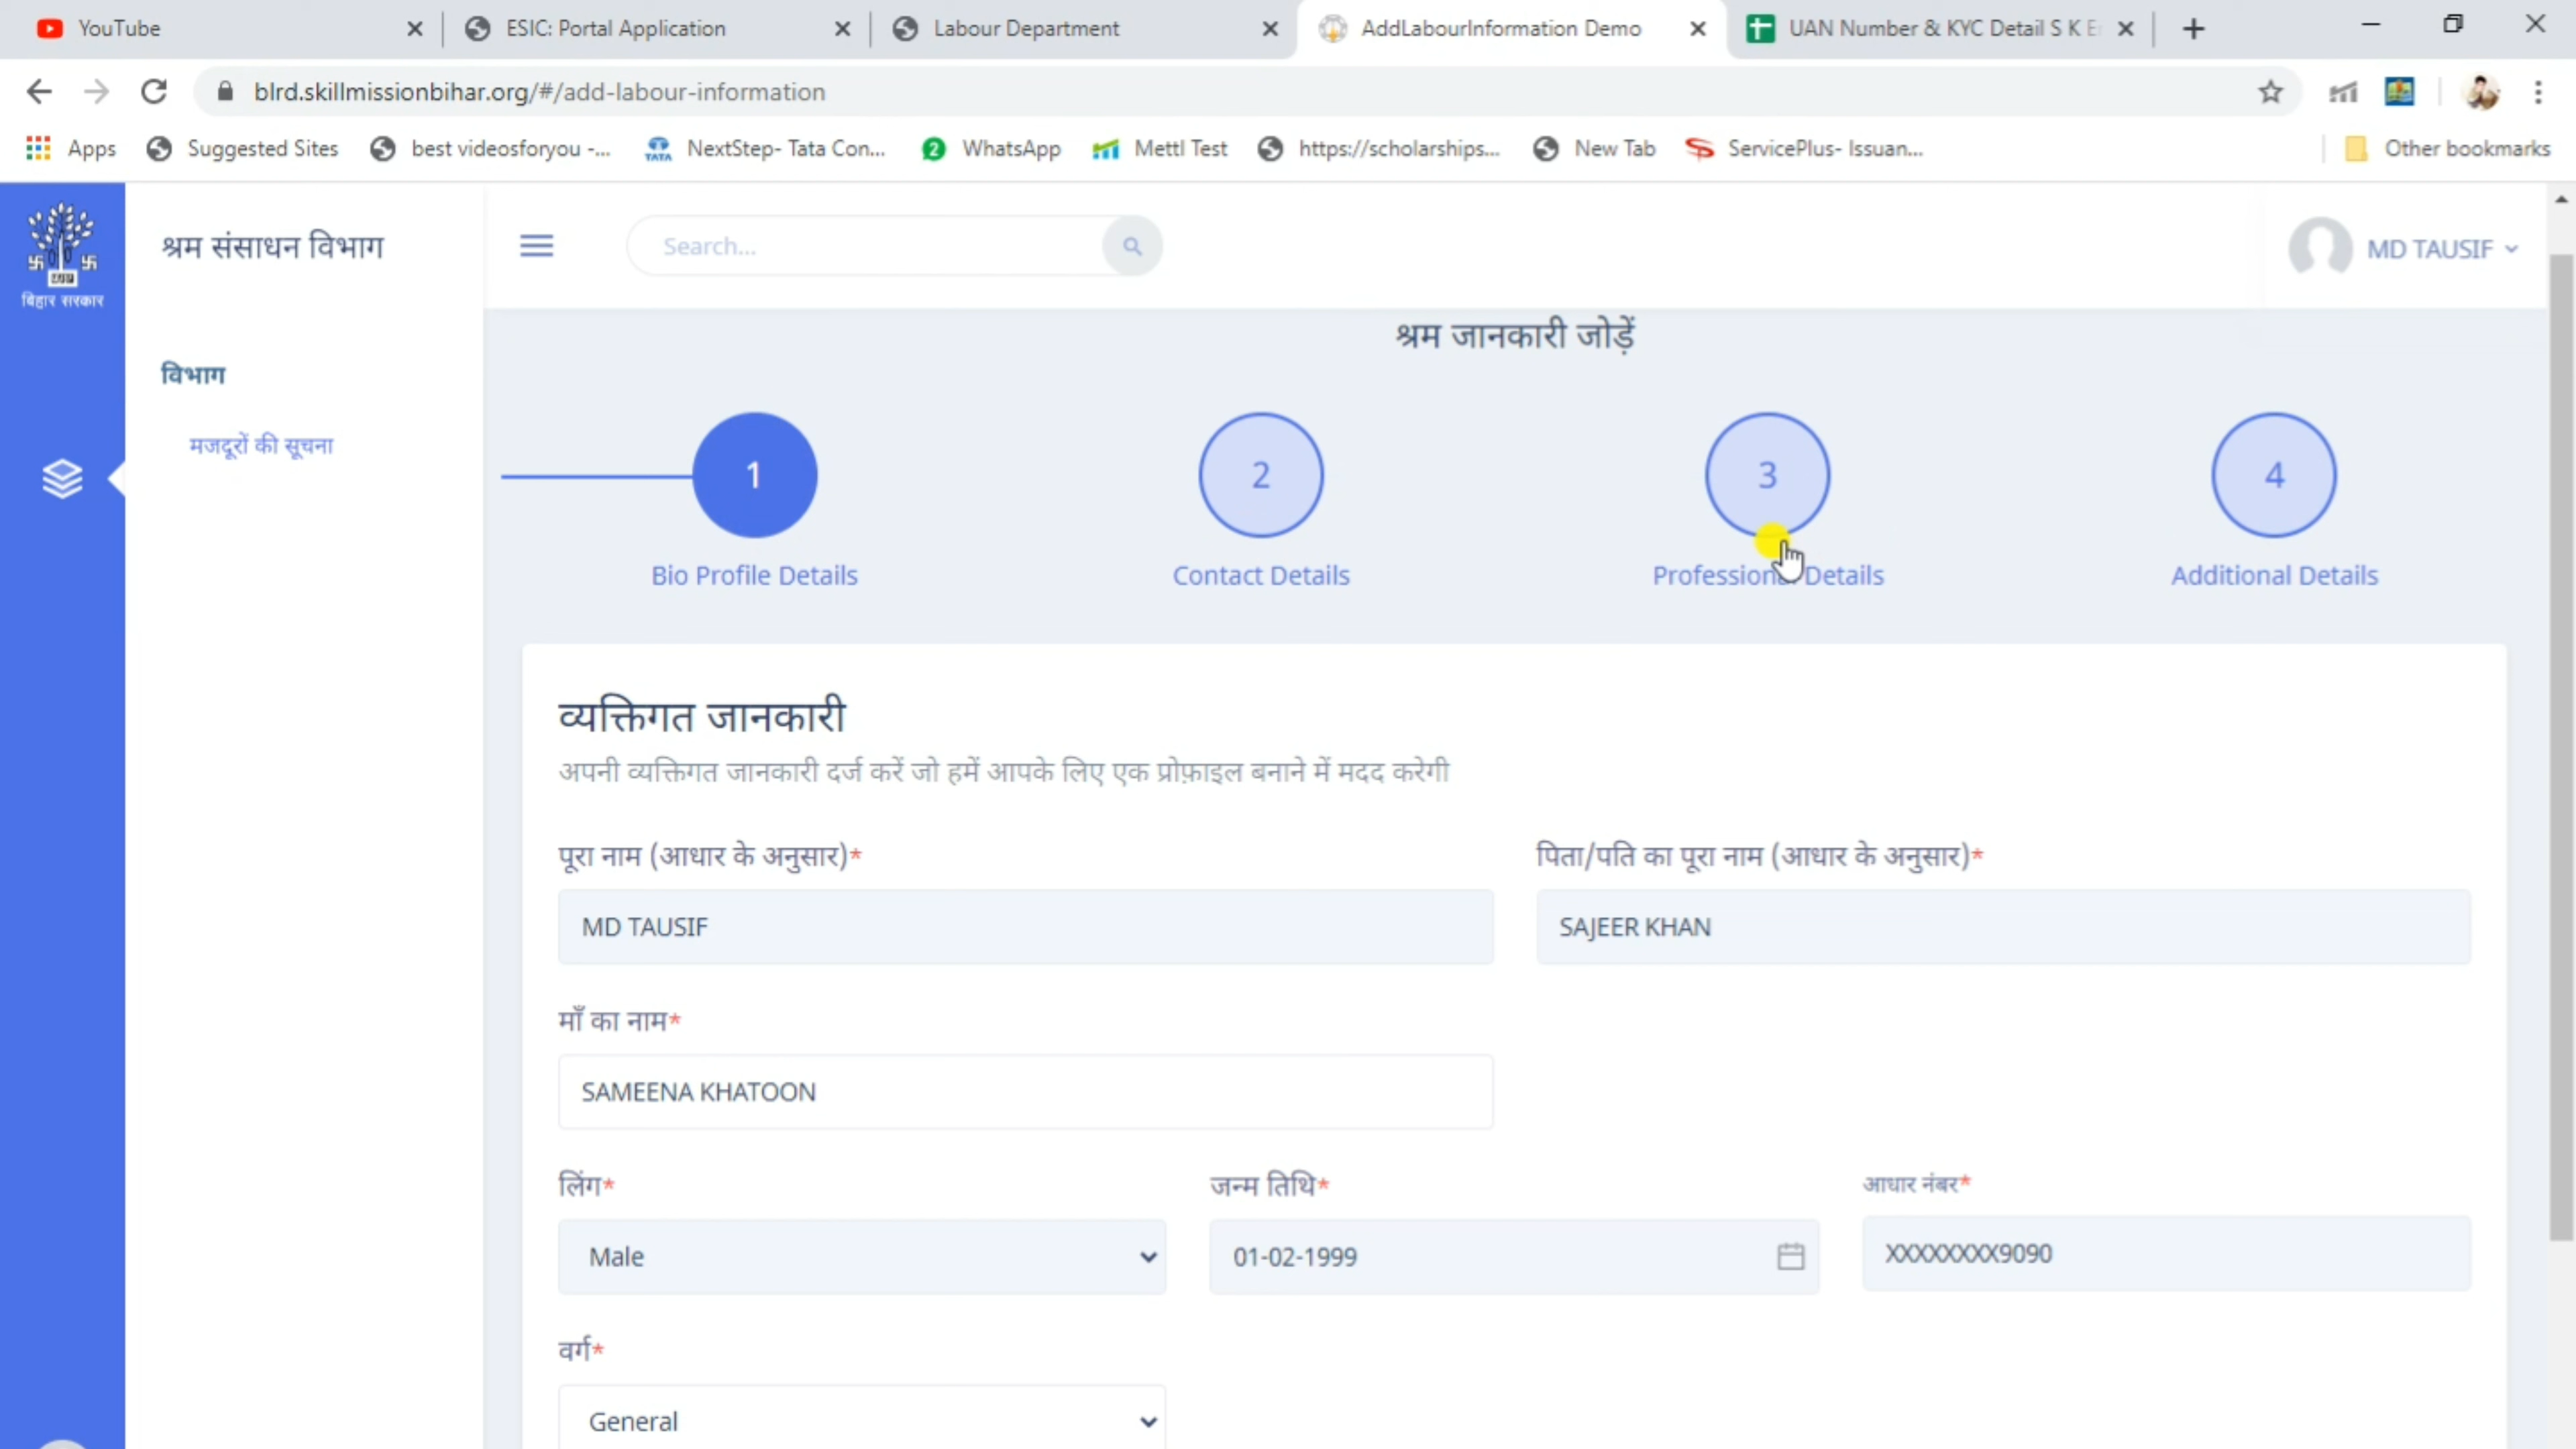 YouTube
ESIC: Portal Application
Labour Department
AddLabourInformation Demo
UAN Number & KYC Detail S K E
blrd.skillmissionbihar.org/#/add-labour-information
Apps
Suggested Sites
best videosforyou -...
TATA
NextStep- Tata Con...
2
WhatsApp
Mettl Test
https://scholarships...
New Tab
ServicePlus- Issuan...
Other bookmarks
बिहार सरकार
श्रम संसाधन विभाग
Search...
MD TAUSIF
विभाग
मजदूरों की सूचना
श्रम जानकारी जोड़ें
1
2
3
4
Bio Profile Details
Contact Details
Professional Details
Additional Details
व्यक्तिगत जानकारी
अपनी व्यक्तिगत जानकारी दर्ज करें जो हमें आपके लिए एक प्रोफ़ाइल बनाने में मदद करेगी
पूरा नाम (आधार के अनुसार)*
पिता/पति का पूरा नाम (आधार के अनुसार)*
MD TAUSIF
SAJEER KHAN
माँ का नाम*
SAMEENA KHATOON
लिंग*
जन्म तिथि*
आधार नंबर*
Male
01-02-1999
XXXXXXXX9090
वर्ग*
General